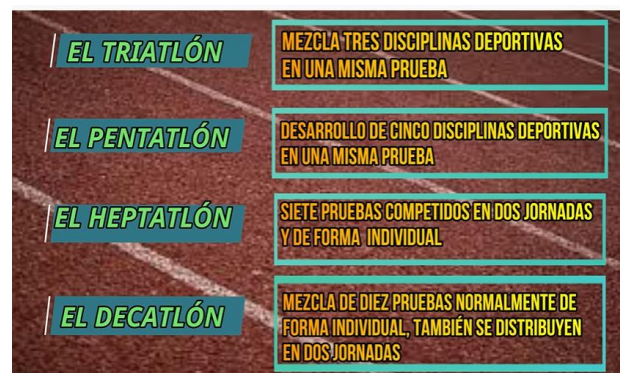 EL TRIATLÓN
MEZCLA TRES DISCIPLINAS DEPORTIVAS
EN UNA MISMA PRUEBA
EL PENTATLÓN
DESARROLLO DE CINCO DISCIPLINAS DEPORTIVAS
EN UNA MISMA PRUEBA
EL HEPTATLÓN
SIETE PRUEBAS COMPETIDOS EN DOS JORNADAS
Y DE FORMA INDIVIDUAL
EL DECATLÓN
MEZCLA DE DIEZ PRUEBAS NORMALMENTE DE
FORMA INDIVIDUAL, TAMBIÉN SE DISTRIBUYEN
EN DOS JORNADAS